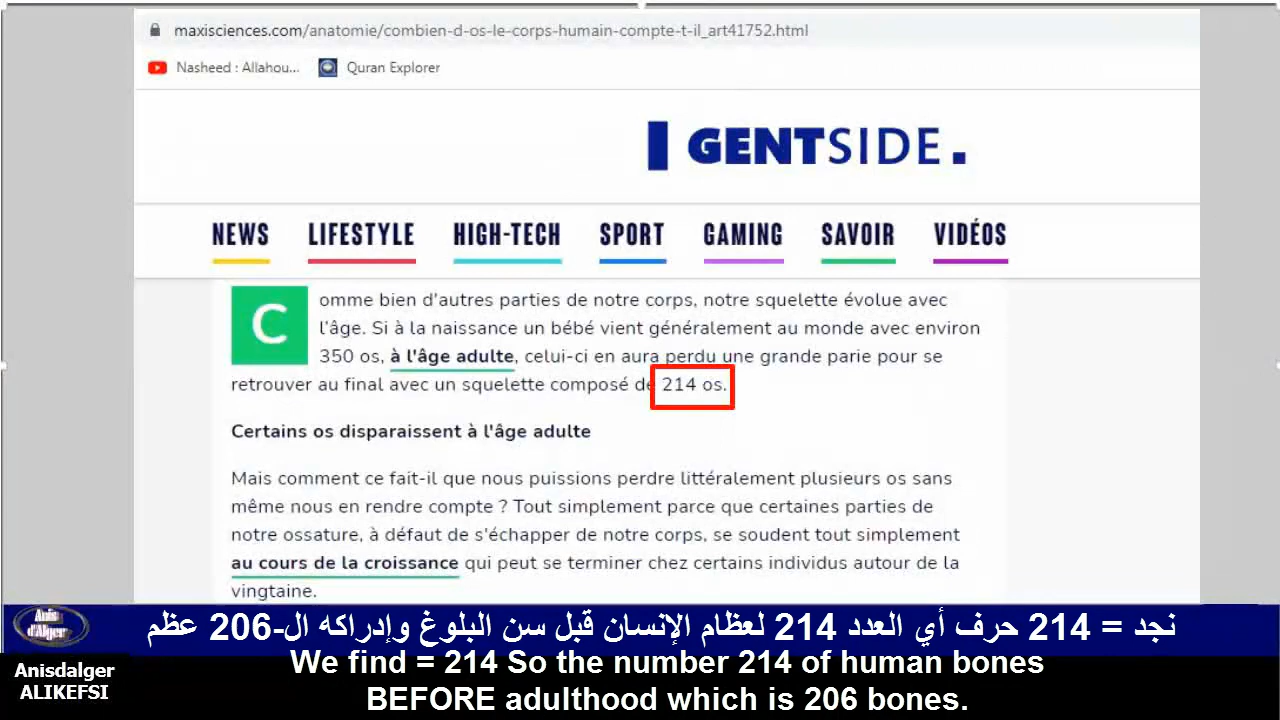 maxisciences.com/anatomie/combien-d-os-le-corps-humain-compte-t-il_art41752.html
Nasheed : Allahou... Quran Explorer
GENTSIDE.
NEWS LIFESTYLE HIGH-TECH SPORT GAMING SAVOIR VIDÉOS
Comme bien d'autres parties de notre corps, notre squelette évolue avec
l'âge. Si à la naissance un bébé vient généralement au monde avec environ
350 os, à l'âge adulte, celui-ci en aura perdu une grande parie pour se
retrouver au final avec un squelette composé de 214 os.
Certains os disparaissent à l'âge adulte
Mais comment ce fait-il que nous puissions perdre littéralement plusieurs os sans
même nous en rendre compte ? Tout simplement parce que certaines parties de
notre ossature, à défaut de s'échapper de notre corps, se soudent tout simplement
au cours de la croissance qui peut se terminer chez certains individus autour de la
vingtaine.
Anis
d'Alger
نجد = 214 حرف أي العدد 214 لعظام الإنسان قبل سن البلوغ وإدراكه ال-206 عظم
Anisdalger
ALIKEFSI
We find = 214 So the number 214 of human bones
BEFORE adulthood which is 206 bones.